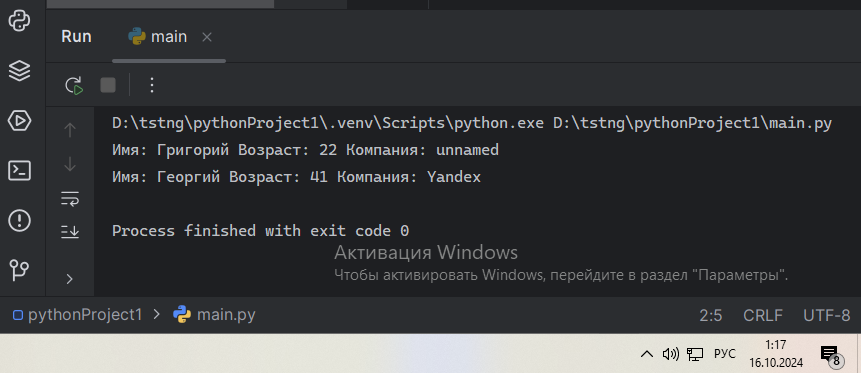 Run main
D:\tstng\pythonProject1\.venv\Scripts\python.exe D:\tstng\pythonProject1\main.py
Имя: Григорий Возраст: 22 Компания: unnamed
Имя: Георгий Возраст: 41 Компания: Yandex
Process finished with exit code 0
Активация Windows
Чтобы активировать Windows, перейдите в раздел "Параметры".
pythonProject1 > main.py 2:5 CRLF UTF-8
РУС 1:17
16.10.2024 8